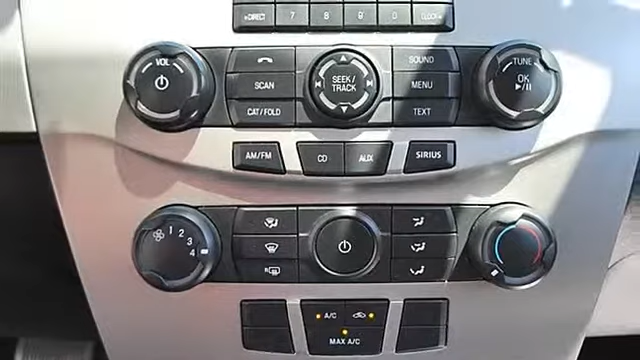 ◂DIRECT 7 8 9 0 CLOCK▸
VOL
SCAN
CAT/FOLD
SEEK/
TRACK
SOUND
MENU
TEXT
TUNE
OK
▶/II
AM/FM CD AUX SIRIUS
1 2 3 4
R
A/C
MAX A/C